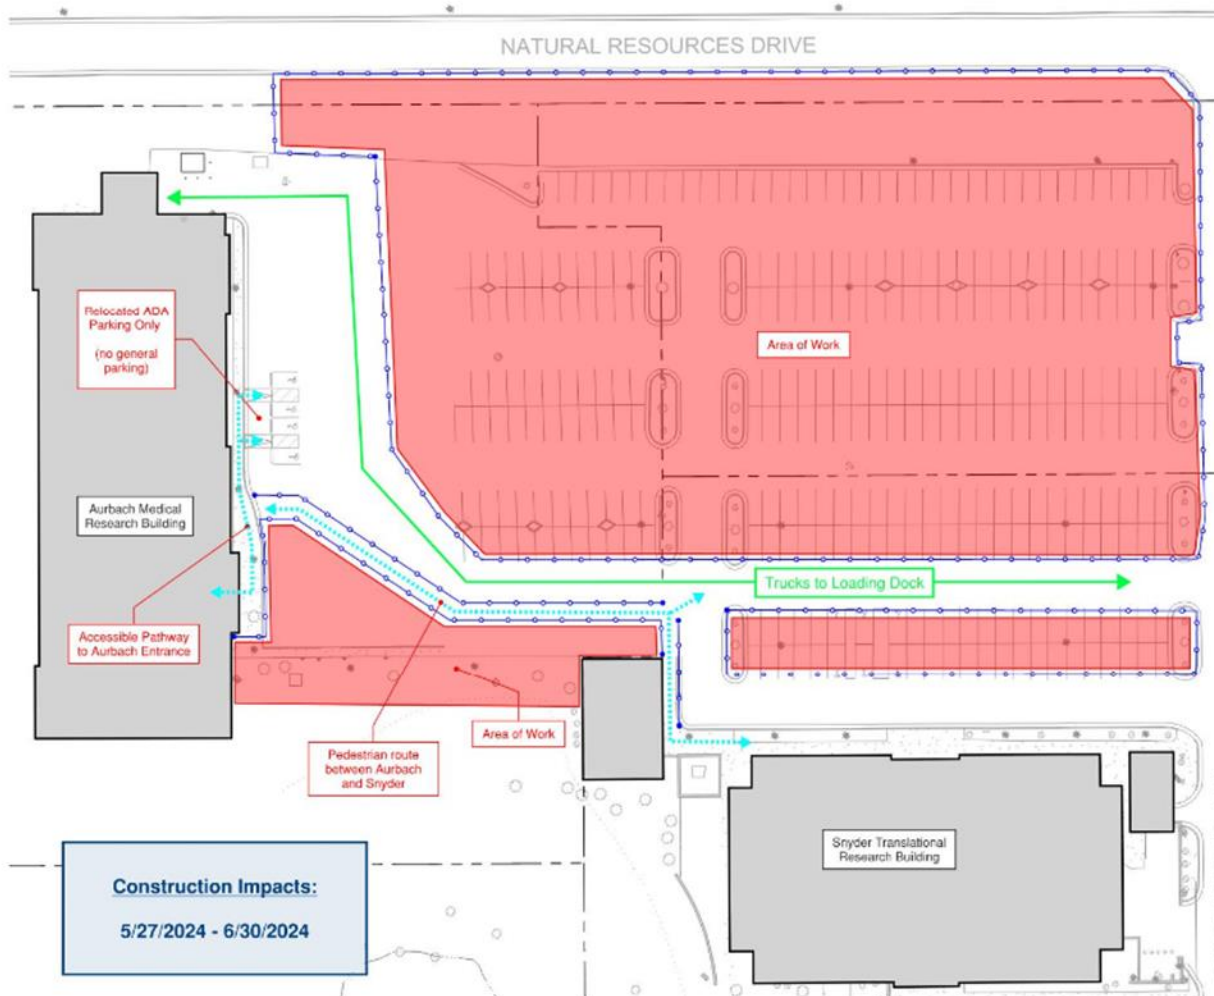 NATURAL RESOURCES DRIVE
Relocated ADA
Parking Only
(no general
parking)
Area of Work
Aurbach Medical
Research Building
Trucks to Loading Dock
Accessible Pathway
to Aurbach Entrance
Area of Work
Pedestrian route
between Aurbach
and Snyder
Snyder Translational
Research Building
Construction Impacts:
5/27/2024 - 6/30/2024